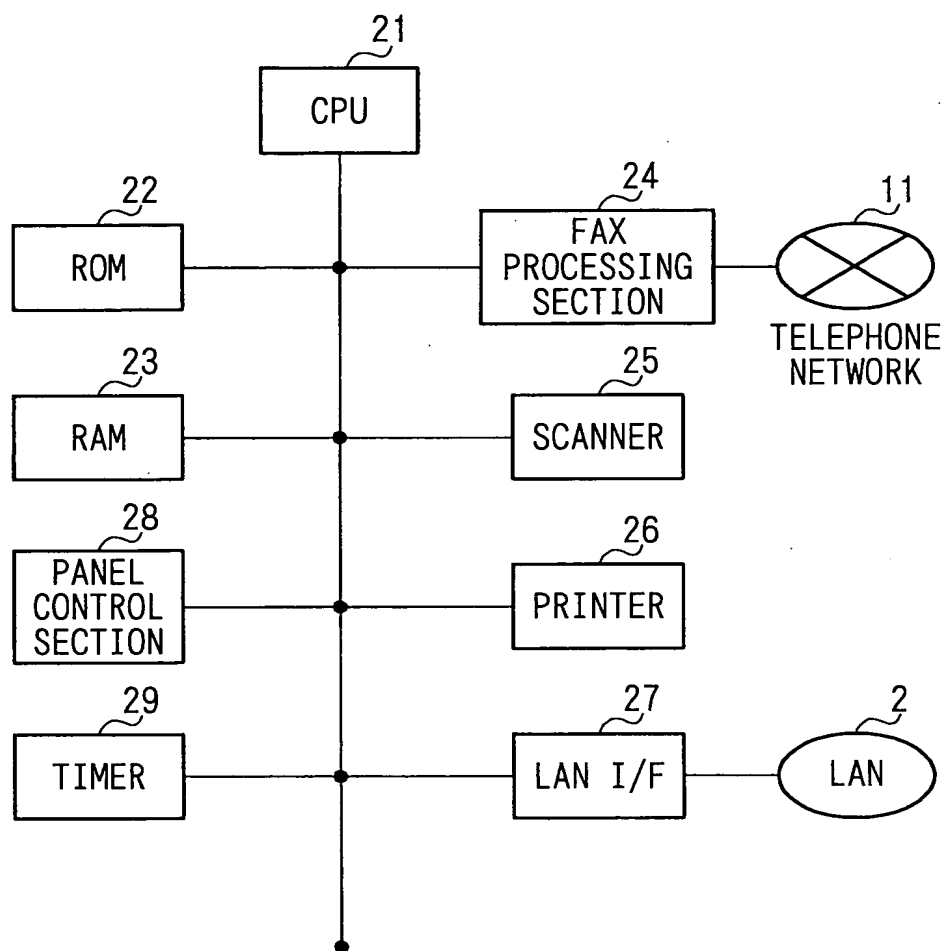 21
CPU
22
ROM
24
FAX
PROCESSING
SECTION
11
TELEPHONE
NETWORK
23
RAM
25
SCANNER
28
PANEL
CONTROL
SECTION
26
PRINTER
29
TIMER
27
LAN I/F
2
LAN